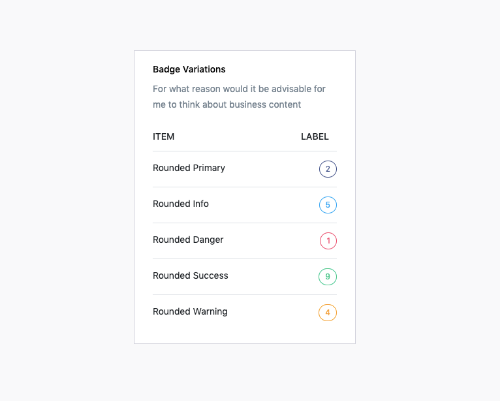 Badge Variations
For what reason would it be advisable for
me to think about business content
ITEM LABEL
Rounded Primary 2
Rounded Info 5
Rounded Danger 1
Rounded Success 9
Rounded Warning 4